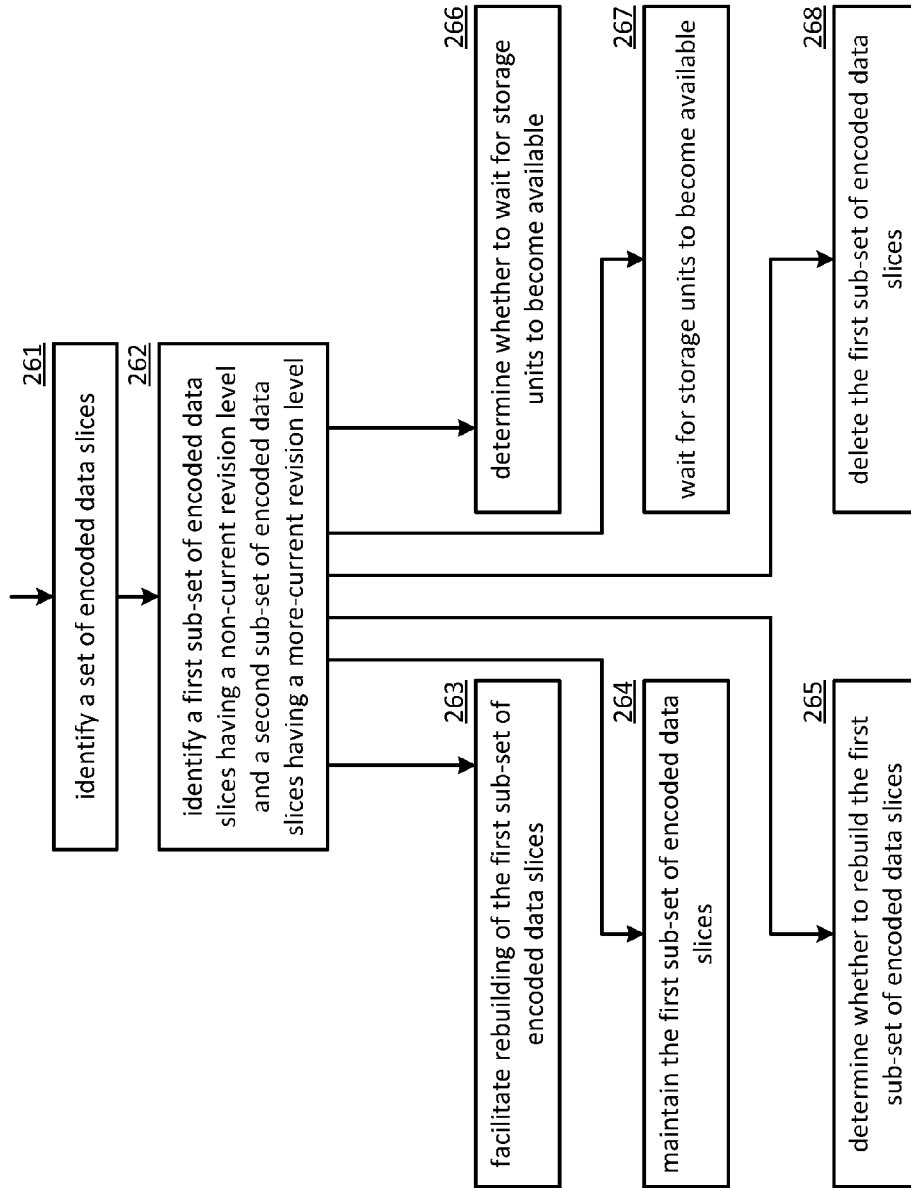 261
identify a set of encoded data slices
262
identify a first sub-set of encoded data
slices having a non-current revision level
and a second sub-set of encoded data
slices having a more-current revision level
263
facilitate rebuilding of the first sub-set of
encoded data slices
264
maintain the first sub-set of encoded data
slices
265
determine whether to rebuild the first
sub-set of encoded data slices
266
determine whether to wait for storage
units to become available
267
wait for storage units to become available
268
delete the first sub-set of encoded data
slices